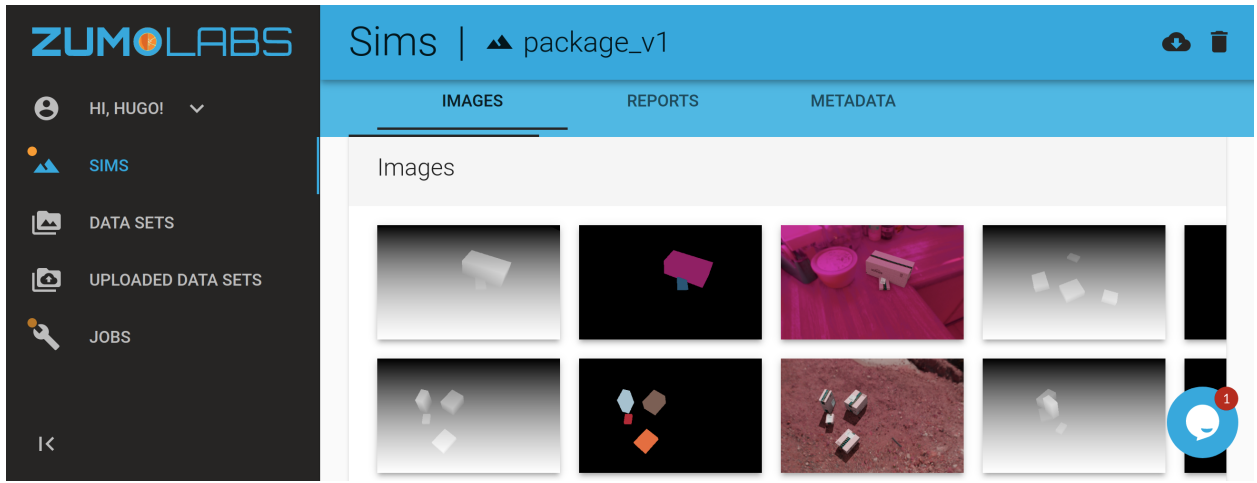 ZUMOLABS
Sims | package_v1
HI, HUGO!
SIMS
DATA SETS
UPLOADED DATA SETS
JOBS
IMAGES REPORTS METADATA
Images
1